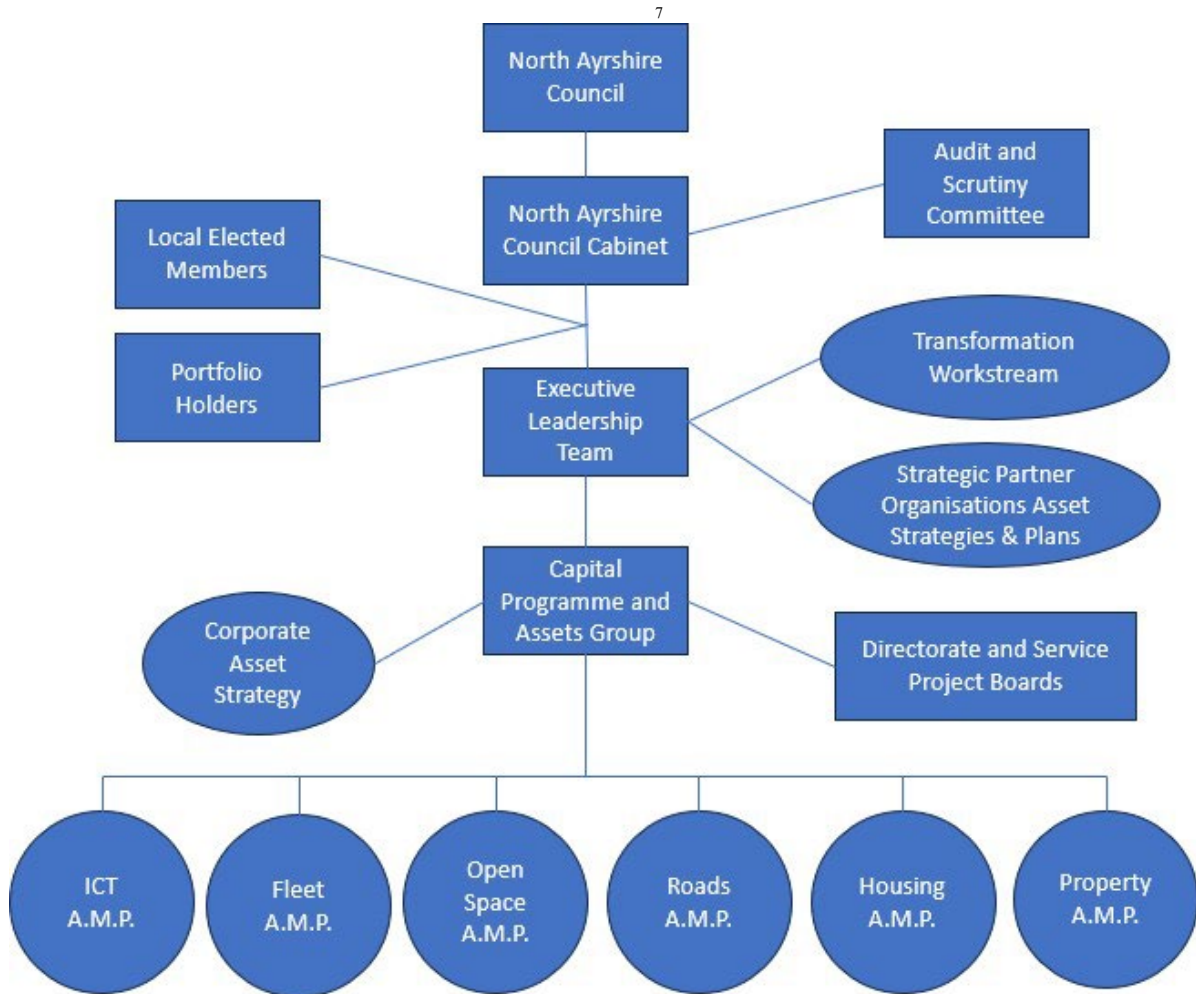 7
North Ayrshire
Council
Audit and
Scrutiny
Committee
North Ayrshire
Council Cabinet
Local Elected
Members
Portfolio
Holders
Transformation
Workstream
Executive
Leadership
Team
Strategic Partner
Organisations Asset
Strategies & Plans
Capital
Programme and
Assets Group
Corporate
Asset
Strategy
Directorate and Service
Project Boards
ICT
A.M.P.
Fleet
A.M.P.
Open
Space
A.M.P.
Roads
A.M.P.
Housing
A.M.P.
Property
A.M.P.